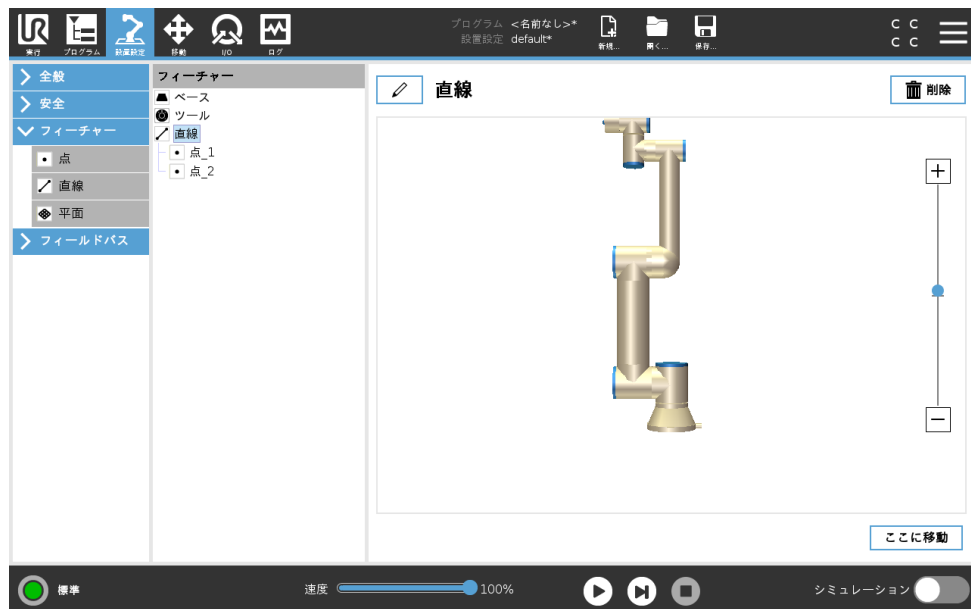 UR
実行
プログラム
設置設定
移動
I/O
ログ
プログラム <名前なし>*
設置設定 default*
新規...
開く...
保存...
C C
C C
全般
安全
フィーチャー
点
直線
平面
フィールドバス
フィーチャー
ベース
ツール
直線
点_1
点_2
直線
削除
ここに移動
標準
速度 100%
シミュレーション